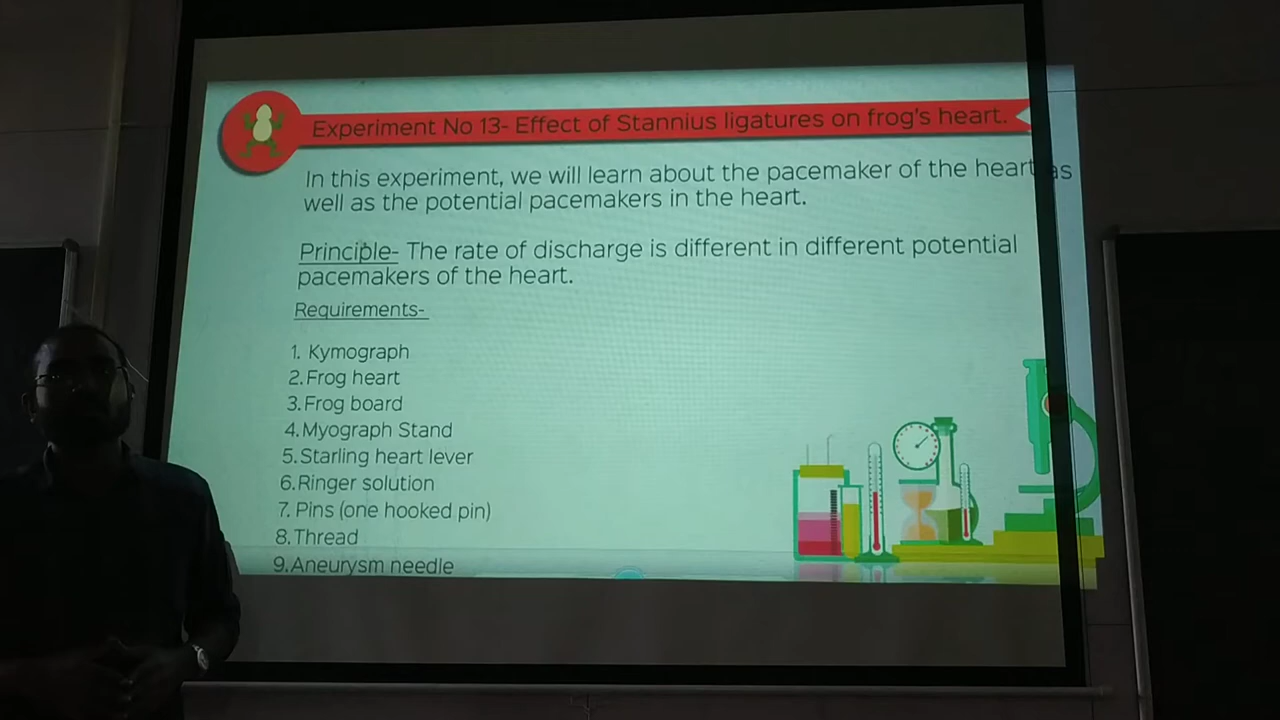 Experiment No 13- Effect of Stannius ligatures on frog's heart.
In this experiment, we will learn about the pacemaker of the heart as
well as the potential pacemakers in the heart.
Principle- The rate of discharge is different in different potential
pacemakers of the heart.
Requirements-
1. Kymograph
2. Frog heart
3. Frog board
4. Myograph Stand
5. Starling heart lever
6. Ringer solution
7. Pins (one hooked pin)
8. Thread
9. Aneurysm needle